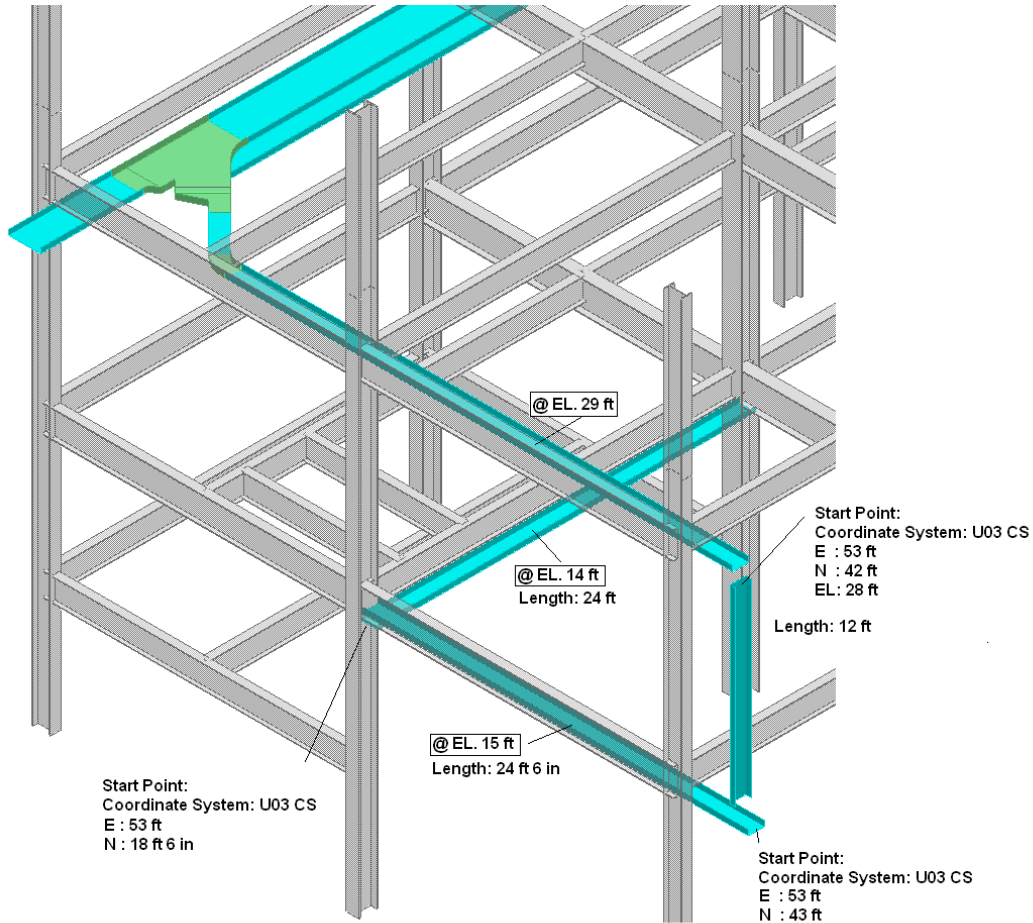 @ EL. 29 ft
Start Point:
Coordinate System: U03 CS
E : 53 ft
N : 42 ft
EL: 28 ft
Length: 12 ft
@ EL. 14 ft
Length: 24 ft
@ EL. 15 ft
Length: 24 ft 6 in
Start Point:
Coordinate System: U03 CS
E : 53 ft
N : 18 ft 6 in
Start Point:
Coordinate System: U03 CS
E : 53 ft
N : 43 ft